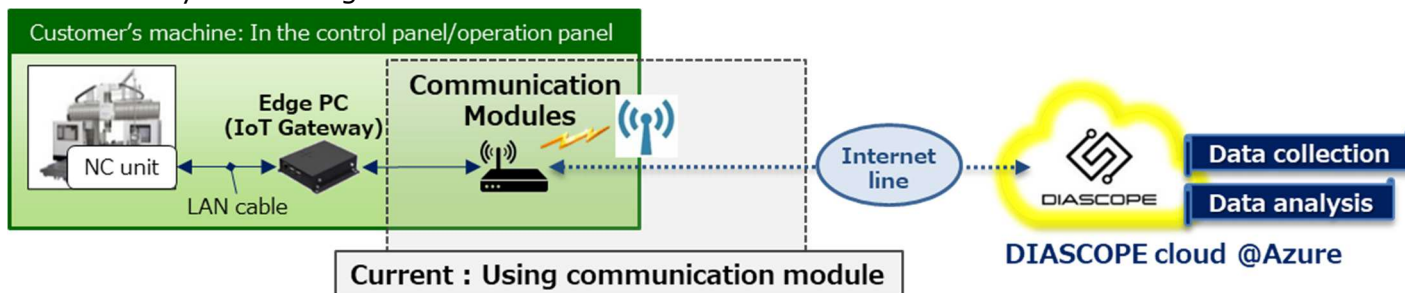 Customer's machine: In the control panel/operation panel
Communication
Modules
Edge PC
(IoT Gateway)
NC unit
LAN cable
Internet
line
DIASCOPE
Data collection
Data analysis
DIASCOPE cloud @Azure
Current : Using communication module